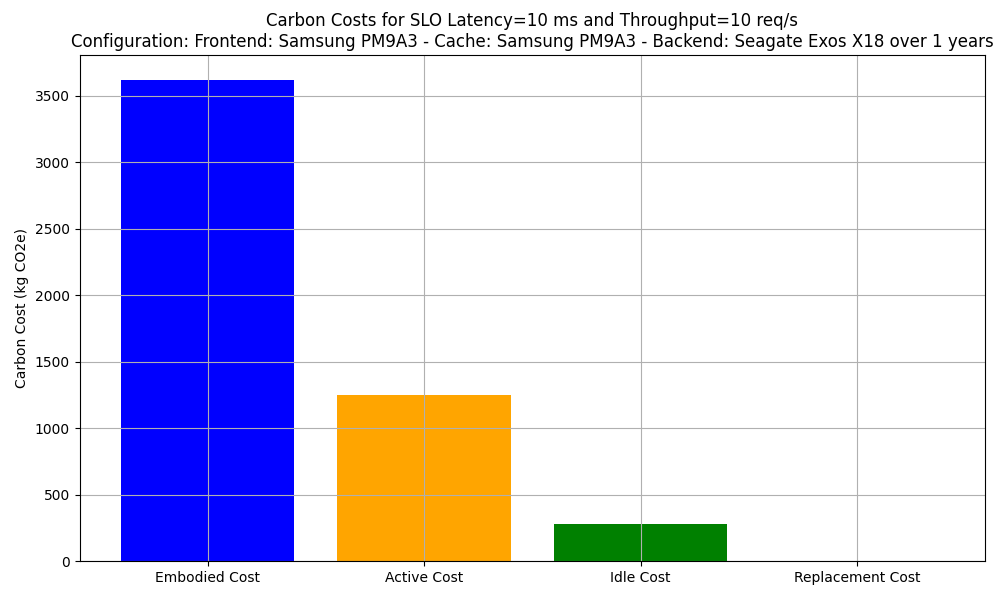 Carbon Costs for SLO Latency=10 ms and Throughput=10 req/s
Configuration: Frontend: Samsung PM9A3 - Cache: Samsung PM9A3 - Backend: Seagate Exos X18 over 1 years
Carbon Cost (kg CO2e)
3500
3000
2500
2000
1500
1000
500
0
Embodied Cost
Active Cost
Idle Cost
Replacement Cost